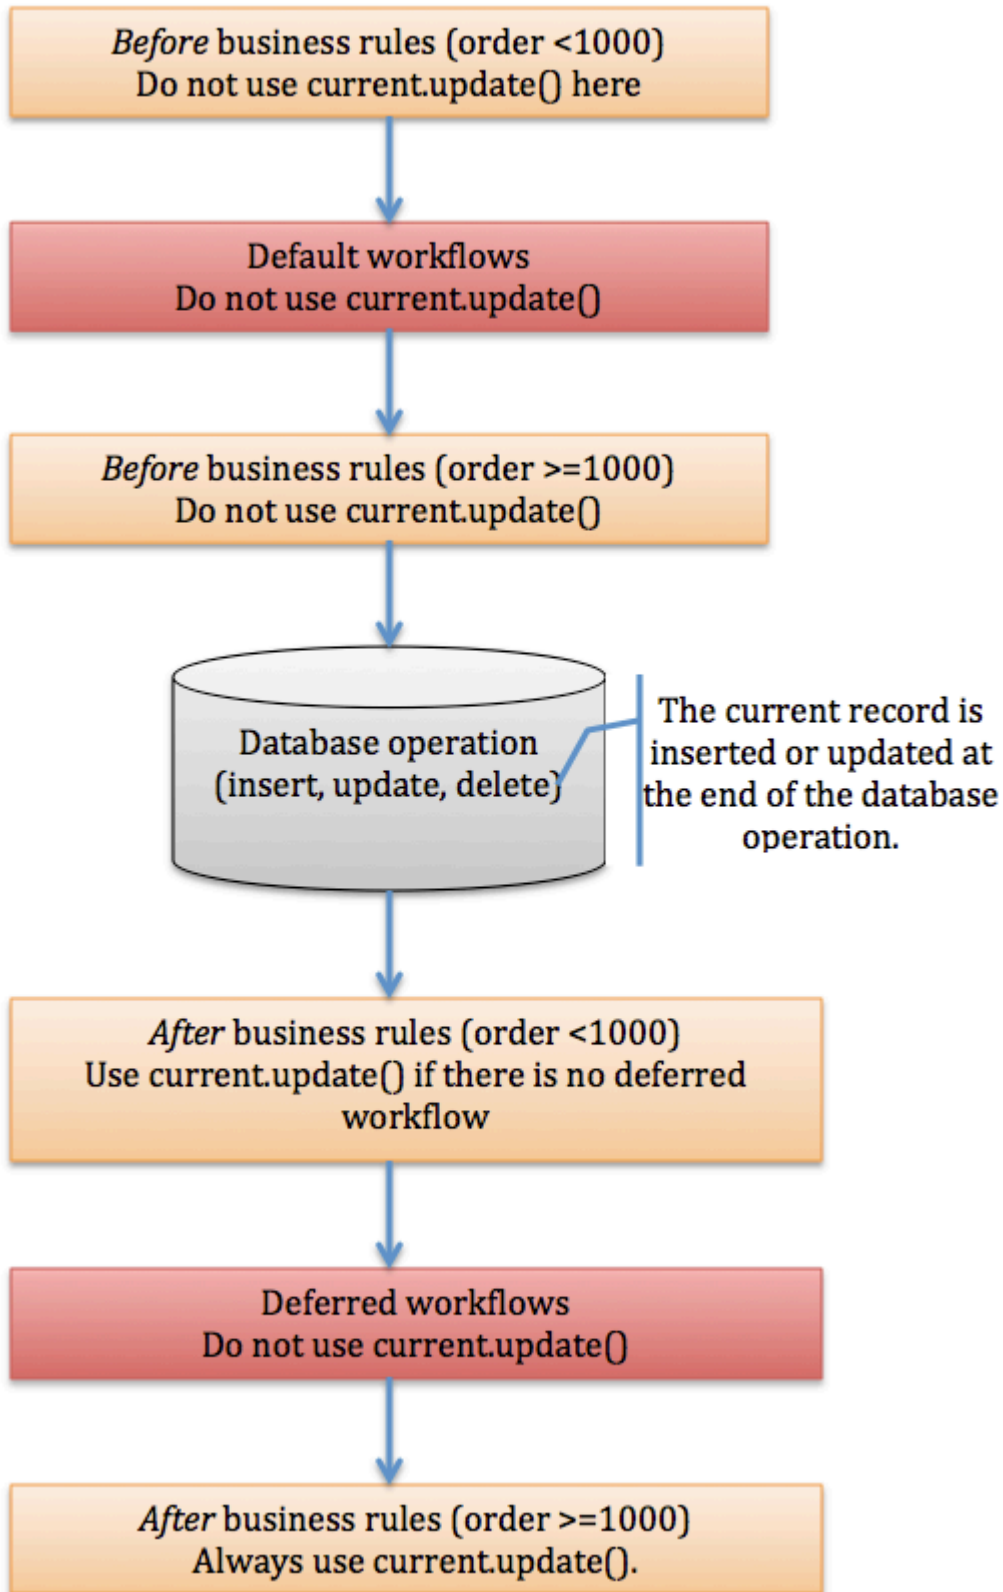 Before business rules (order <1000)
Do not use current.update() here
Default workflows
Do not use current.update()
Before business rules (order >=1000)
Do not use current.update()
Database operation
(insert, update, delete)
The current record is
inserted or updated at
the end of the database
operation.
After business rules (order <1000)
Use current.update() if there is no deferred
workflow
Deferred workflows
Do not use current.update()
After business rules (order >=1000)
Always use current.update().